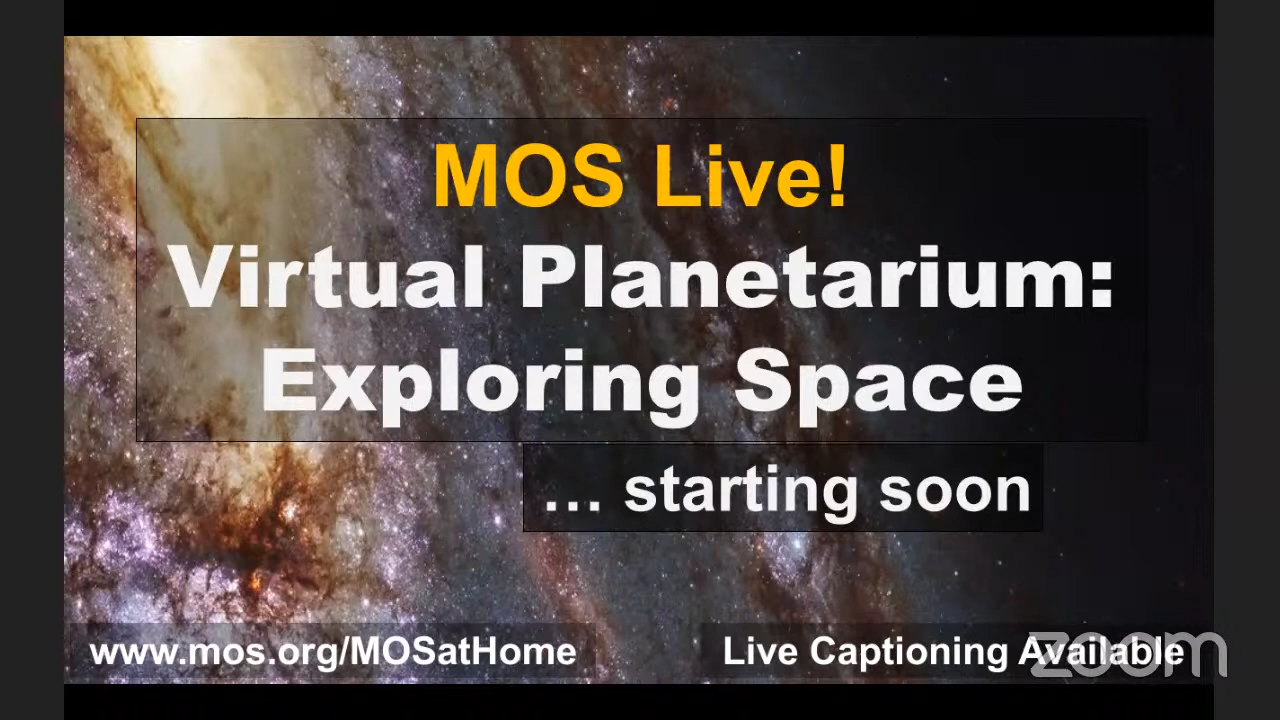 MOS Live!
Virtual Planetarium:
Exploring Space
… starting soon
www.mos.org/MOSatHome
Live Captioning Available
zoom